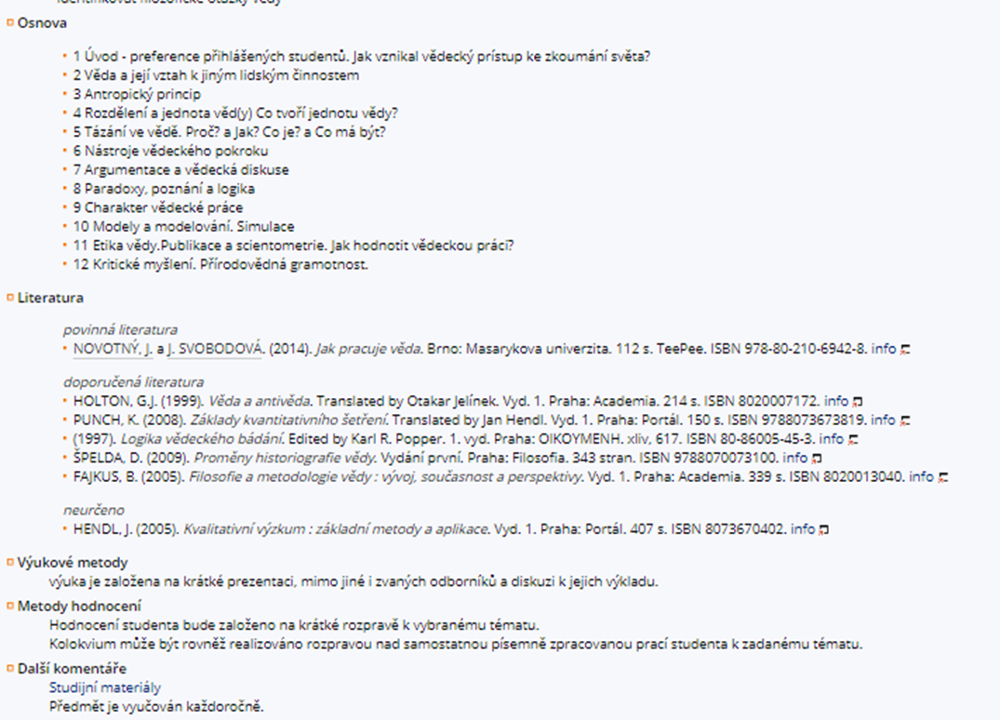 identifikovat filozofické otázky vědy
Osnova
1 Úvod - preference přihlášených studentů. Jak vznikal vědecký prístup ke zkoumání světa?
2 Věda a její vztah k jiným lidským činnostem
3 Antropický princip
4 Rozdělení a jednota věd(y) Co tvoří jednotu vědy?
5 Tázání ve vědě. Proč? a Jak? Co je? a Co má být?
6 Nástroje vědeckého pokroku
7 Argumentace a vědecká diskuse
8 Paradoxy, poznání a logika
9 Charakter vědecké práce
10 Modely a modelování. Simulace
11 Etika vědy.Publikace a scientometrie. Jak hodnotit vědeckou práci?
12 Kritické myšlení. Přírodovědná gramotnost.
Literatura
povinná literatura
NOVOTNÝ, J. a J. SVOBODOVÁ. (2014). Jak pracuje věda. Brno: Masarykova univerzita. 112 s. TeePee. ISBN 978-80-210-6942-8. info
doporučená literatura
HOLTON, G.J. (1999). Věda a antivěda. Translated by Otakar Jelínek. Vyd. 1. Praha: Academia. 214 s. ISBN 8020007172. info
PUNCH, K. (2008). Základy kvantitativního šetření. Translated by Jan Hendl. Vyd. 1. Praha: Portál. 150 s. ISBN 9788073673819. info
(1997). Logika vědeckého bádání. Edited by Karl R. Popper. 1. vyd. Praha: OIKOYMENH. xliv, 617. ISBN 80-86005-45-3. info
ŠPELDA, D. (2009). Proměny historiografie vědy. Vydání první. Praha: Filosofia. 343 stran. ISBN 9788070073100. info
FAJKUS, B. (2005). Filosofie a metodologie vědy : vývoj, současnost a perspektivy. Vyd. 1. Praha: Academia. 339 s. ISBN 8020013040. info
neurčeno
HENDL, J. (2005). Kvalitativní výzkum : základní metody a aplikace. Vyd. 1. Praha: Portál. 407 s. ISBN 8073670402. info
Výukové metody
výuka je založena na krátké prezentaci, mimo jiné i zvaných odborníků a diskuzi k jejich výkladu.
Metody hodnocení
Hodnocení studenta bude založeno na krátké rozpravě k vybranému tématu.
Kolokvium může být rovněž realizováno rozpravou nad samostatnou písemně zpracovanou prací studenta k zadanému tématu.
Další komentáře
Studijní materiály
Předmět je vyučován každoročně.